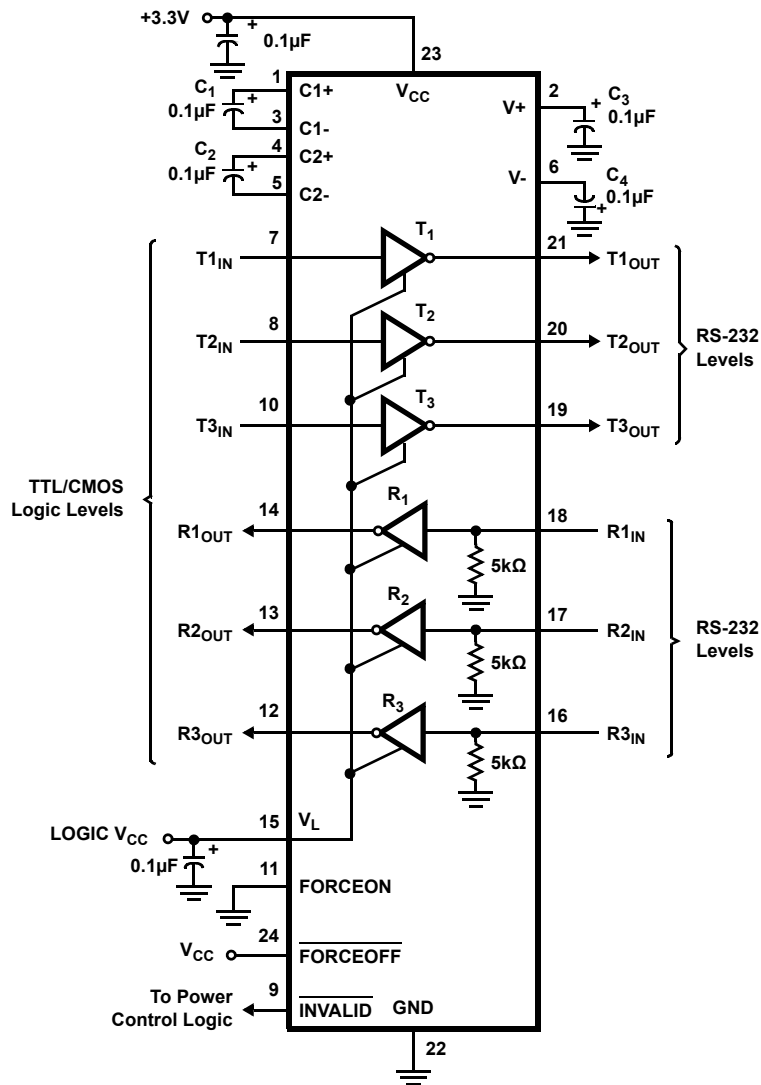 +3.3V
0.1µF
23
1
C1
0.1µF
+
C1+
3
C1-
VCC
2
V+
+
C3
0.1µF
4
C2
0.1µF
+
C2+
5
C2-
6
V-
C4
0.1µF
+
+
7
T1IN
T1
21
T1OUT
8
T2IN
T2
20
T2OUT
RS-232
Levels
10
T3IN
T3
19
T3OUT
TTL/CMOS
Logic Levels
14
R1OUT
R1
18
R1IN
5kΩ
13
R2OUT
R2
17
R2IN
5kΩ
RS-232
Levels
12
R3OUT
R3
16
R3IN
5kΩ
LOGIC VCC
15
VL
+
0.1µF
11
FORCEON
24
VCC
FORCEOFF
9
To Power
Control Logic
INVALID
GND
22